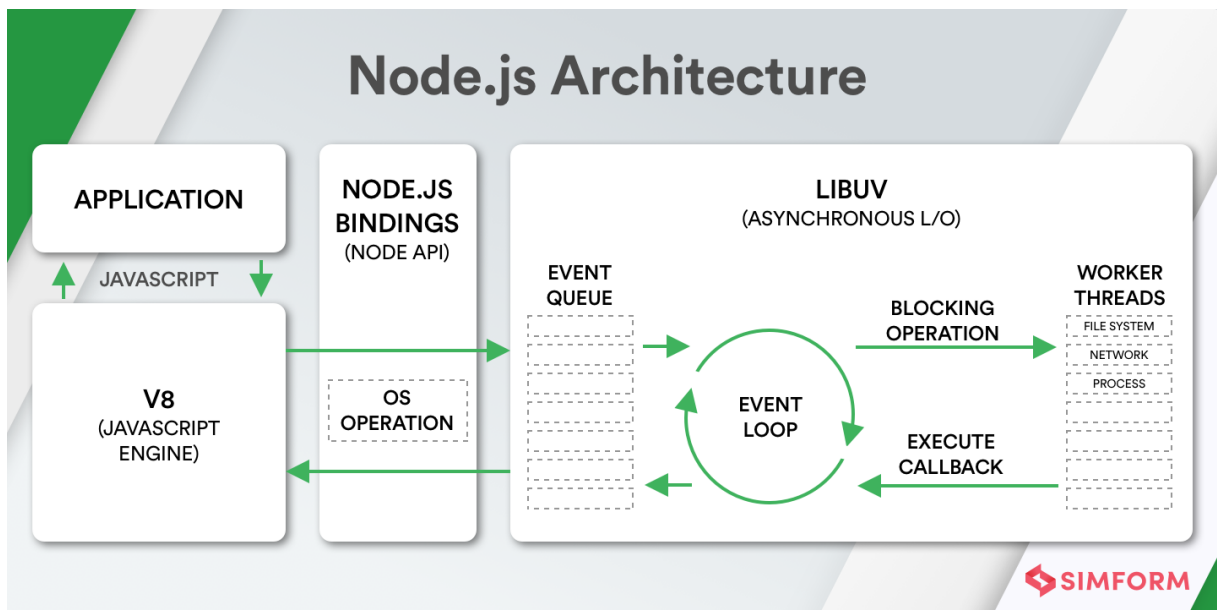 Node.js Architecture
APPLICATION
JAVASCRIPT
V8
(JAVASCRIPT
ENGINE)
NODE.JS
BINDINGS
(NODE API)
OS
OPERATION
LIBUV
(ASYNCHRONOUS L/O)
EVENT
QUEUE
EVENT
LOOP
BLOCKING
OPERATION
EXECUTE
CALLBACK
WORKER
THREADS
FILE SYSTEM
NETWORK
PROCESS
SIMFORM